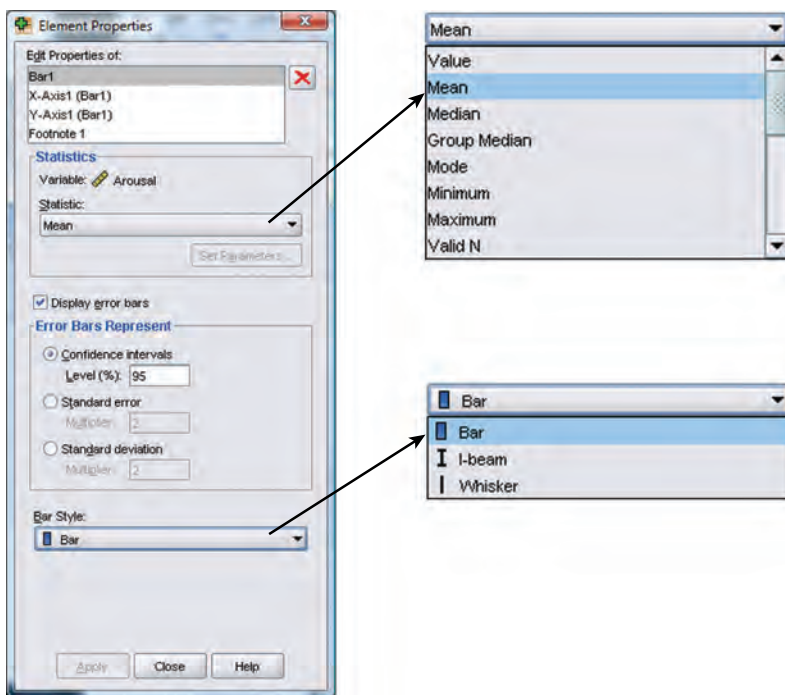 Element Properties
Edit Properties of:
Bar1
X-Axis1 (Bar1)
Y-Axis1 (Bar1)
Footnote 1
Statistics
Variable: Arousal
Statistic:
Mean
Set Parameters...
Display error bars
Error Bars Represent
Confidence intervals
Level (%): 95
Standard error
Multiplier: 2
Standard deviation
Multiplier: 2
Bar Style:
Bar
Apply Close Help
Mean
Value
Mean
Median
Group Median
Mode
Minimum
Maximum
Valid N
Bar
Bar
I-beam
Whisker